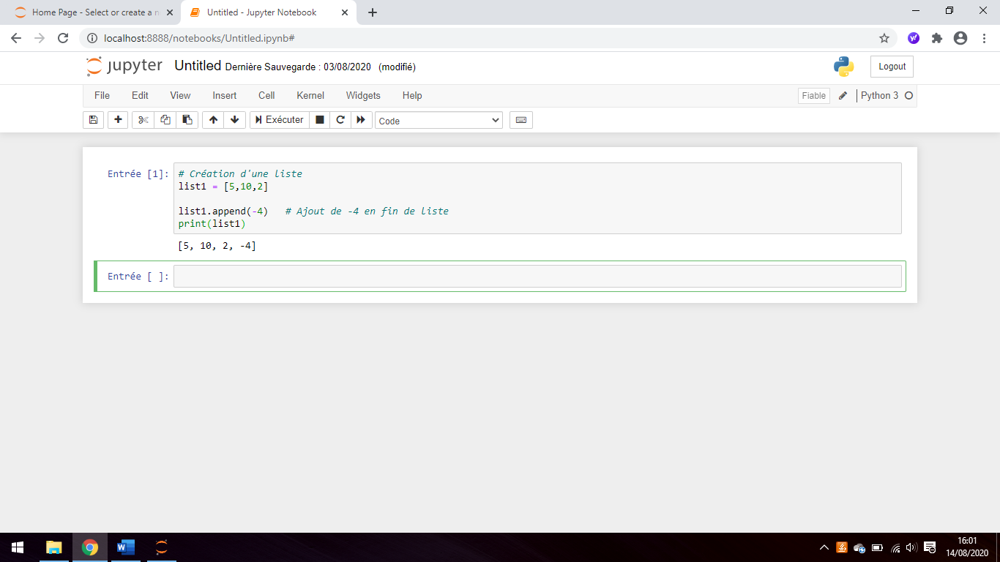 Home Page - Select or create a n
Untitled - Jupyter Notebook
localhost:8888/notebooks/Untitled.ipynb#
jupyter Untitled Dernière Sauvegarde : 03/08/2020 (modifié)
Logout
File Edit View Insert Cell Kernel Widgets Help
Fiable
Python 3
Exécuter
Code
Entrée [1]: # Création d'une liste
list1 = [5,10,2]
list1.append(-4) # Ajout de -4 en fin de liste
print(list1)
[5, 10, 2, -4]
Entrée [ ]:
16:01
14/08/2020